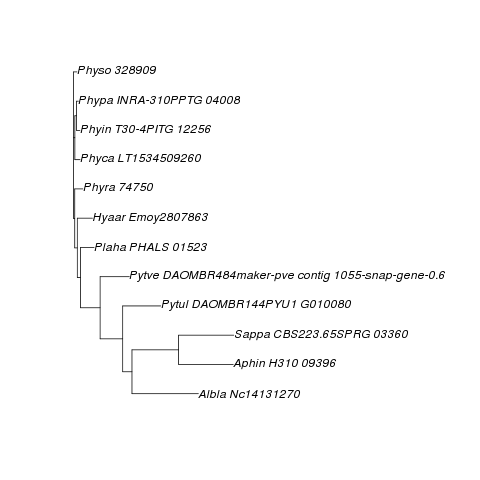 Physo 328909
Phypa INRA-310PPTG 04008
Phyin T30-4PITG 12256
Phyca LT1534509260
Phyra 74750
Hyaar Emoy2807863
Plaha PHALS 01523
Pytve DAOMBR484maker-pve contig 1055-snap-gene-0.6
Pytul DAOMBR144PYU1 G010080
Sappa CBS223.65SPRG 03360
Aphin H310 09396
Albla Nc14131270